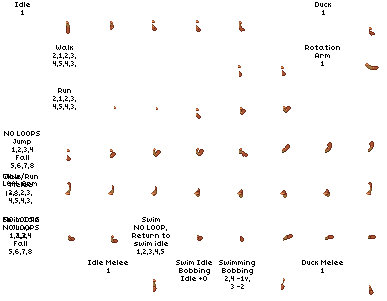 Idle
1
Duck
1
Walk
2,1,2,3,
4,5,4,3,
Rotation
Arm
1
Run
2,1,2,3,
4,5,4,3,
NO LOOPS
Jump
1,2,3,4
Fall
5,6,7,8
2,1,2,3,
4,5,4,3,
Fall
5,6,7,8
Swim
NO LOOP,
Return to
swim idle
1,2,3,4,5
Idle Melee
1
Swim Idle
Bobbing
Idle +0
Swimming
Bobbing
2,4 -1v,
3 -2
Duck Melee
1